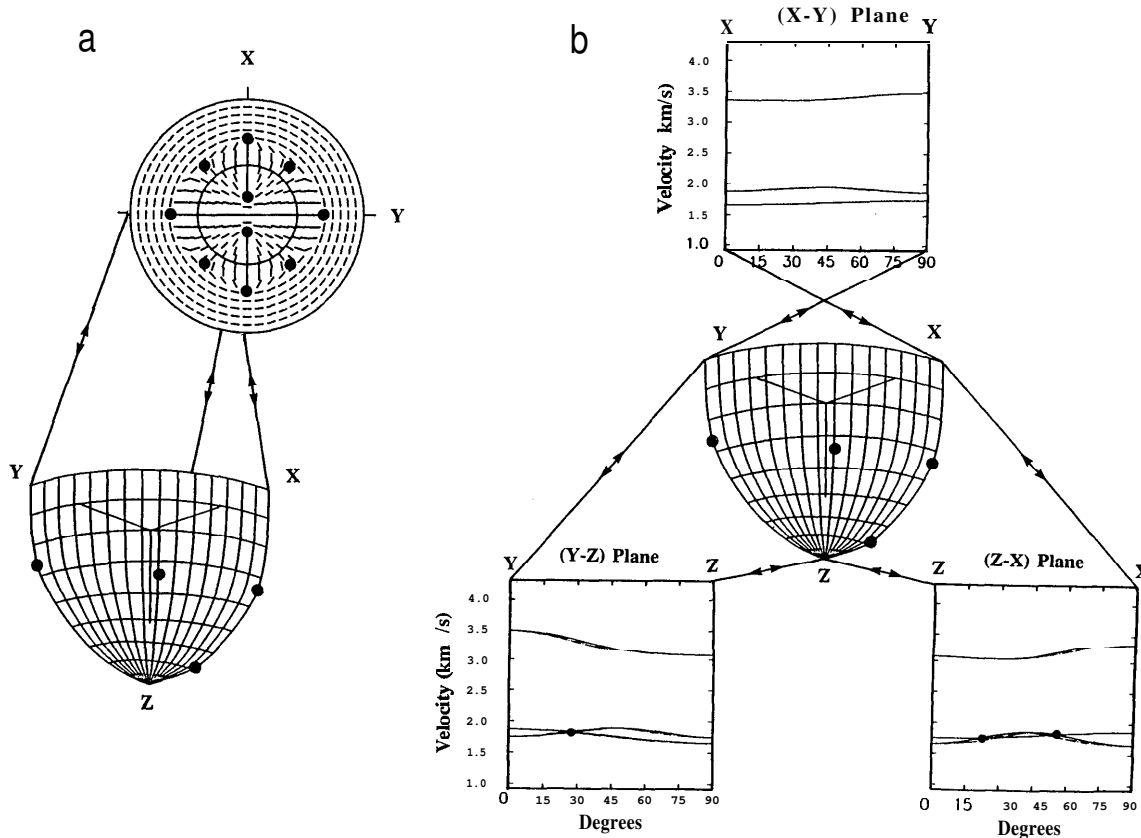 a
X
Y
Y
X
Z
b
(X-Y) Plane
X
Y
Velocity km/s)
4.0
3.5
3.0
2.5
2.0
1.5
1.0
0 15 30 45 60 75 90
Y
X
Z
(Y-Z) Plane
Y
Z
Velocity (km /s)
4.0
3.5
3.0
2.5
2.0
1.5
1.0
0 15 30 45 60 75 90
Degrees
(Z-X) Plane
Z
X
0 15 30 45 60 75 90
Degrees